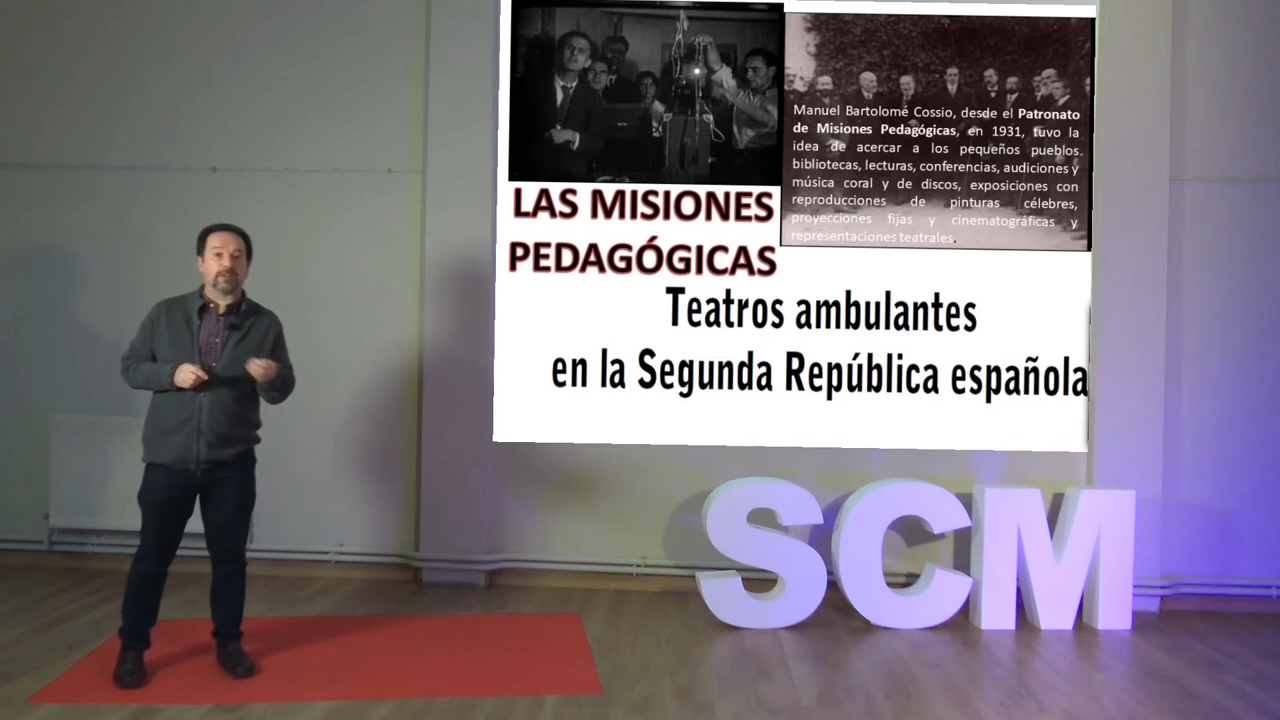 Manuel Bartolomé Cossio, desde el Patronato
de Misiones Pedagógicas, en 1931, tuvo la
idea de acercar a los pequeños pueblos
bibliotecas, lecturas, conferencias, audiciones y
música coral y de discos, exposiciones con
reproducciones de pinturas célebres,
proyecciones fijas y cinematográficas y
representaciones teatrales.
LAS MISIONES
PEDAGÓGICAS
Teatros ambulantes
en la Segunda República española
SCM